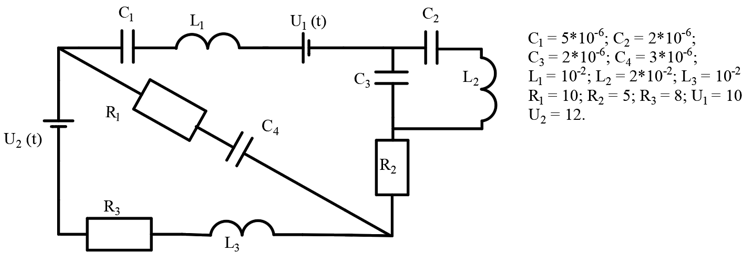 C₁
L₁
U₁ (t)
C₂
C₃
L₂
R₁
C₄
U₂ (t)
R₂
R₃
L₃
C₁ = 5*10⁻⁶; C₂ = 2*10⁻⁶;
C₃ = 2*10⁻⁶; C₄ = 3*10⁻⁶;
L₁ = 10⁻²; L₂ = 2*10⁻²; L₃ = 10⁻²
R₁ = 10; R₂ = 5; R₃ = 8; U₁ = 10
U₂ = 12.